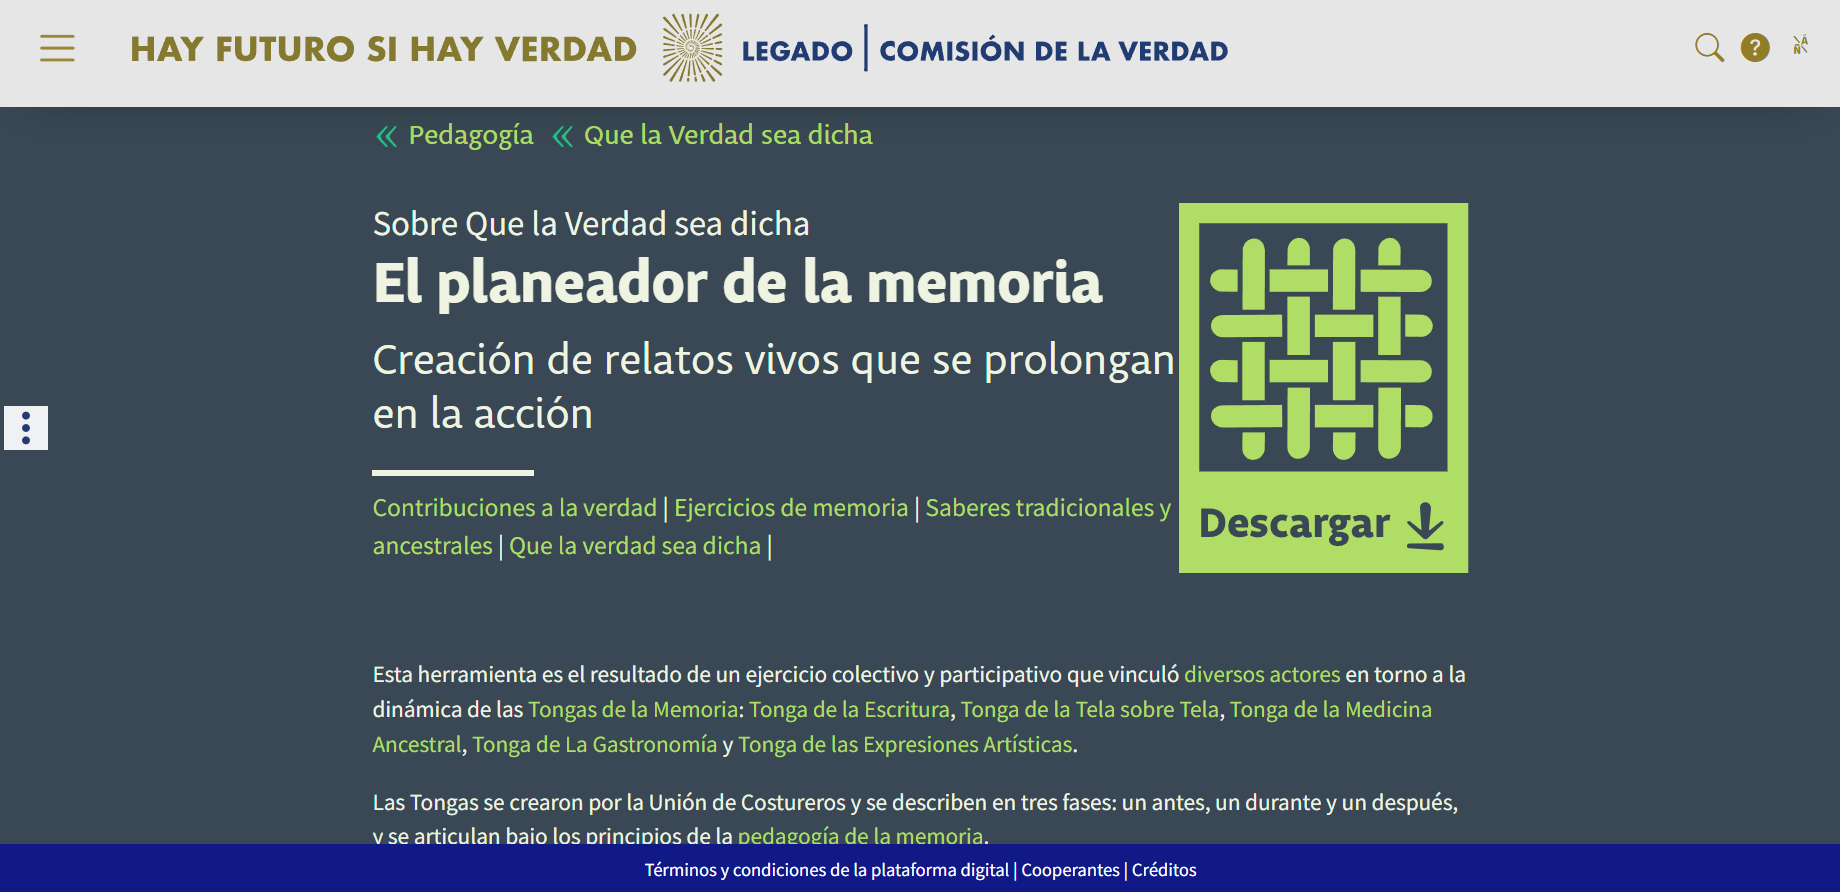 HAY FUTURO SI HAY VERDAD
LEGADO | COMISIÓN DE LA VERDAD
?
Ñ Ä
« Pedagogía « Que la Verdad sea dicha
Sobre Que la Verdad sea dicha
El planeador de la memoria
Creación de relatos vivos que se prolongan
en la acción
Contribuciones a la verdad | Ejercicios de memoria | Saberes tradicionales y
ancestrales | Que la verdad sea dicha |
Descargar
Esta herramienta es el resultado de un ejercicio colectivo y participativo que vinculó diversos actores en torno a la
dinámica de las Tongas de la Memoria: Tonga de la Escritura, Tonga de la Tela sobre Tela, Tonga de la Medicina
Ancestral, Tonga de La Gastronomía y Tonga de las Expresiones Artísticas.
Las Tongas se crearon por la Unión de Costureros y se describen en tres fases: un antes, un durante y un después,
y se articulan bajo los principios de la pedagogía de la memoria.
Términos y condiciones de la plataforma digital | Cooperantes | Créditos